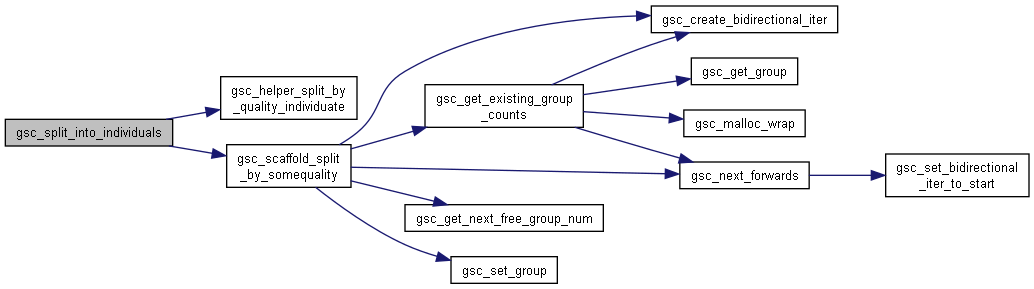 gsc_split_into_individuals
gsc_helper_split_by
_quality_individuate
gsc_scaffold_split
_by_somequality
gsc_create_bidirectional_iter
gsc_get_existing_group
_counts
gsc_get_group
gsc_malloc_wrap
gsc_next_forwards
gsc_set_bidirectional
_iter_to_start
gsc_get_next_free_group_num
gsc_set_group